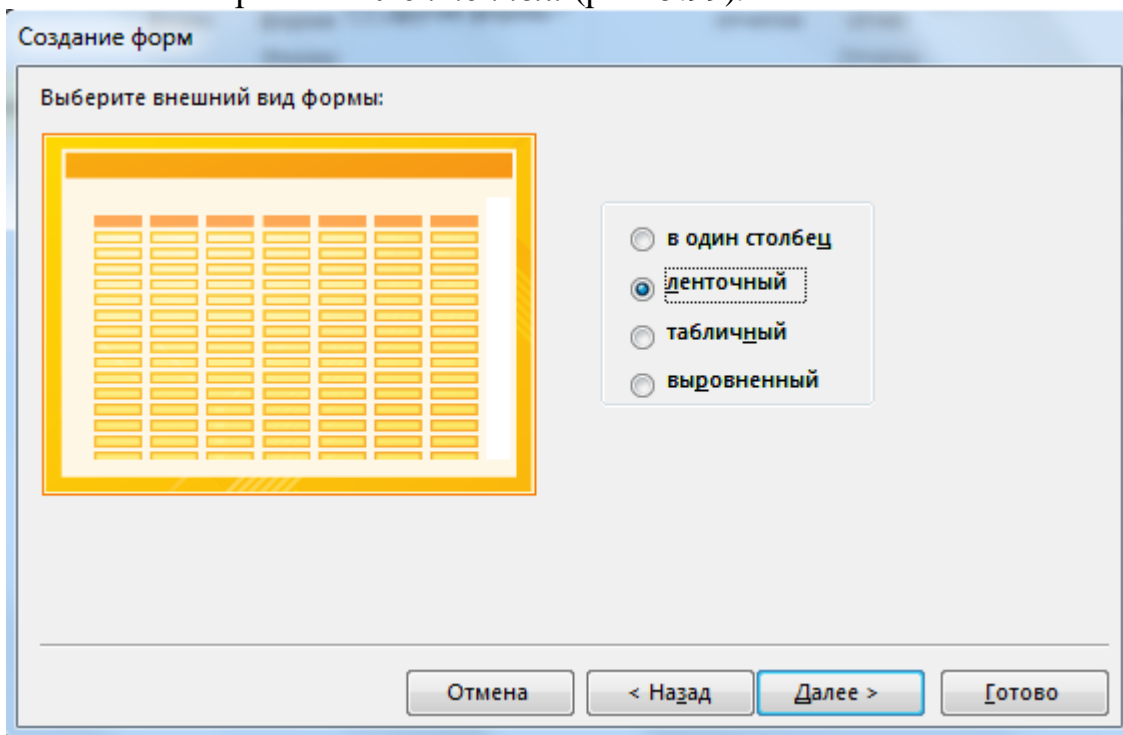 Создание форм
Выберите внешний вид формы:
в один столбец
ленточный
табличный
выровненный
Отмена
< Назад
Далее >
Готово